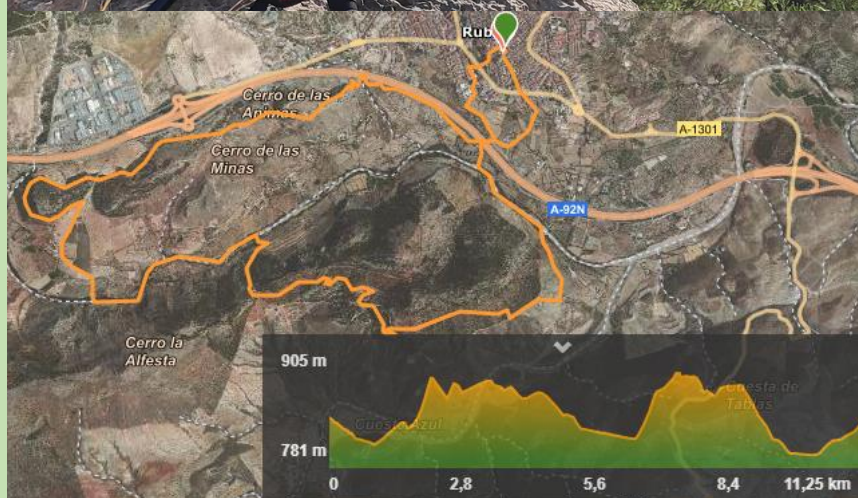 Rub
Cerro de las
Animas
Cerro de las
Minas
A-1301
A-92N
Cerro la
Alfesta
905 m
Cuesta de
Tablas
Cuesta Azul
781 m
0
2,8
5,6
8,4
11,25 km